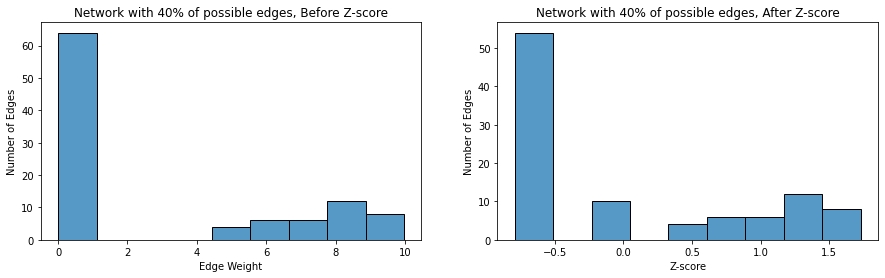 Network with 40% of possible edges, Before Z-score
Number of Edges
60
50
40
30
20
10
0
0 2 4 6 8 10
Edge Weight
Network with 40% of possible edges, After Z-score
Number of Edges
50
40
30
20
10
0
−0.5 0.0 0.5 1.0 1.5
Z-score